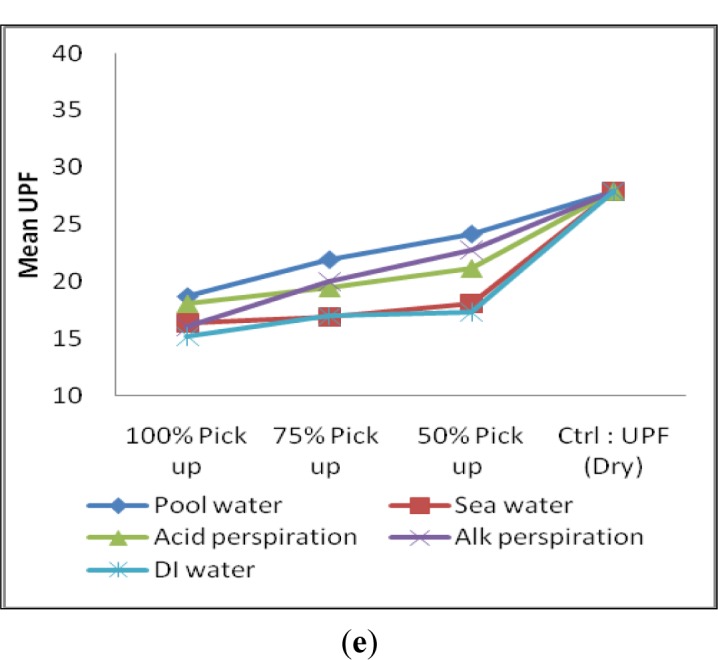 40
35
30
25
20
15
10
Mean UPF
100% Pick up
75% Pick up
50% Pick up
Ctrl : UPF (Dry)
Pool water
Sea water
Acid perspiration
Alk perspiration
DI water
(e)